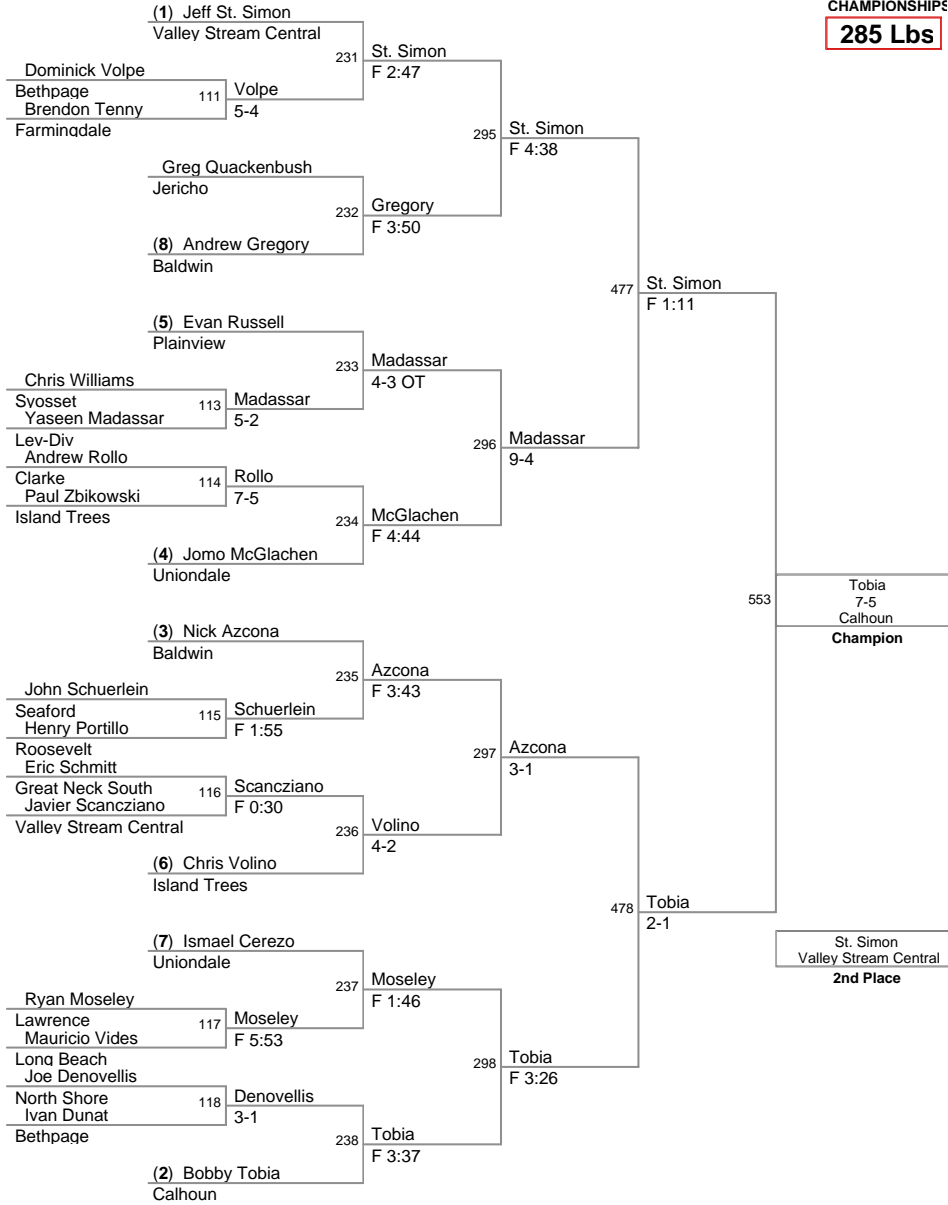 CHAMPIONSHIPS
285 Lbs
(1) Jeff St. Simon
Valley Stream Central
231 St. Simon
F 2:47
Dominick Volpe
Bethpage
111 Volpe
5-4
Brendon Tenny
Farmingdale
295 St. Simon
F 4:38
Greg Quackenbush
Jericho
232 Gregory
F 3:50
(8) Andrew Gregory
Baldwin
477 St. Simon
F 1:11
(5) Evan Russell
Plainview
233 Madassar
4-3 OT
Chris Williams
Syosset
113 Madassar
5-2
Yaseen Madassar
Lev-Div
296 Madassar
9-4
Andrew Rollo
Clarke
114 Rollo
7-5
Paul Zbikowski
Island Trees
234 McGlachen
F 4:44
(4) Jomo McGlachen
Uniondale
553 Tobia
7-5
Calhoun
Champion
(3) Nick Azcona
Baldwin
235 Azcona
F 3:43
John Schuerlein
Seaford
115 Schuerlein
F 1:55
Henry Portillo
Roosevelt
297 Azcona
3-1
Eric Schmitt
Great Neck South
116 Scancziano
F 0:30
Javier Scancziano
Valley Stream Central
236 Volino
4-2
(6) Chris Volino
Island Trees
478 Tobia
2-1
St. Simon
Valley Stream Central
2nd Place
(7) Ismael Cerezo
Uniondale
237 Moseley
F 1:46
Ryan Moseley
Lawrence
117 Moseley
F 5:53
Mauricio Vides
Long Beach
298 Tobia
F 3:26
Joe Denovellis
North Shore
118 Denovellis
3-1
Ivan Dunat
Bethpage
238 Tobia
F 3:37
(2) Bobby Tobia
Calhoun